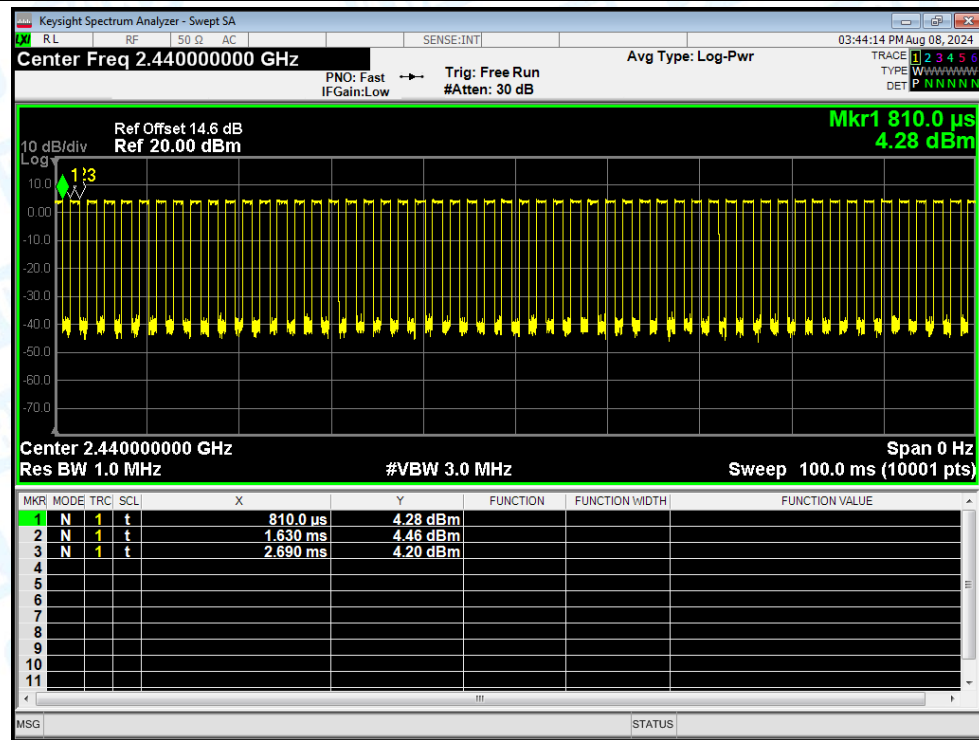 Keysight Spectrum Analyzer - Swept SA
LXI RL RF 50 Ω AC SENSE:INT 03:44:14 PM Aug 08, 2024
Center Freq 2.440000000 GHz
PNO: Fast
IFGain:Low
Trig: Free Run
#Atten: 30 dB
Avg Type: Log-Pwr
TRACE 1 2 3 4 5 6
TYPE WWWWWW
DET P N N N N N
Mkr1 810.0 µs
4.28 dBm
Ref Offset 14.6 dB
10 dB/div Ref 20.00 dBm
Log
10.0
0.00
-10.0
-20.0
-30.0
-40.0
-50.0
-60.0
-70.0
1 2 3
Center 2.440000000 GHz Span 0 Hz
Res BW 1.0 MHz #VBW 3.0 MHz Sweep 100.0 ms (10001 pts)
MKR MODE TRC SCL X Y FUNCTION FUNCTION WIDTH FUNCTION VALUE
1 N 1 t 810.0 µs 4.28 dBm
2 N 1 t 1.630 ms 4.46 dBm
3 N 1 t 2.690 ms 4.20 dBm
4
5
6
7
8
9
10
11
MSG STATUS